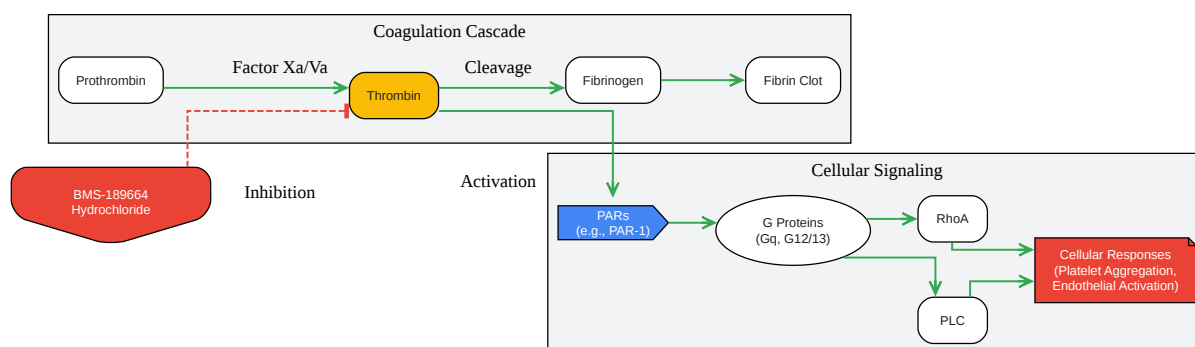 Coagulation Cascade
Prothrombin
Factor Xa/Va
Thrombin
Cleavage
Fibrinogen
Fibrin Clot
BMS-189664
Hydrochloride
Inhibition
Activation
Cellular Signaling
PARs
(e.g., PAR-1)
G Proteins
(Gq, G12/13)
RhoA
PLC
Cellular Responses
(Platelet Aggregation,
Endothelial Activation)